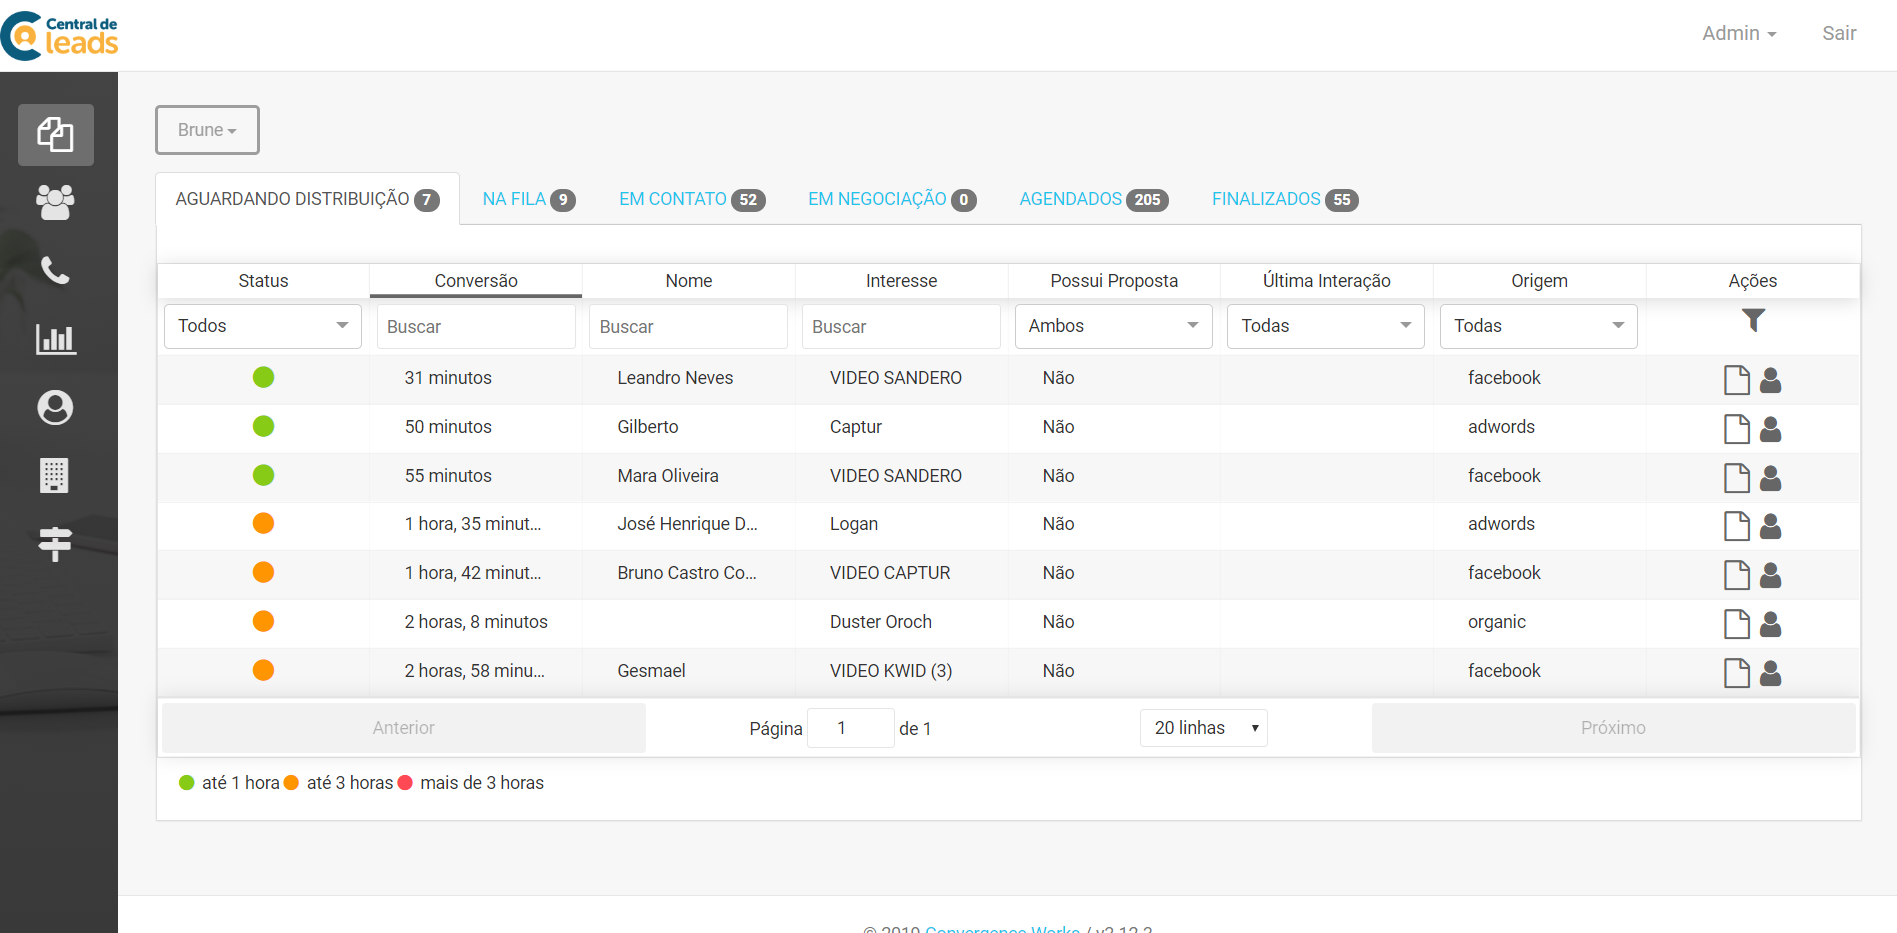 Central de
leads
Admin Sair
Brune
AGUARDANDO DISTRIBUIÇÃO 7 NA FILA 9 EM CONTATO 52 EM NEGOCIAÇÃO 0 AGENDADOS 205 FINALIZADOS 55
Status Conversão Nome Interesse Possui Proposta Última Interação Origem Ações
Todos Buscar Buscar Buscar Ambos Todas Todas
31 minutos Leandro Neves VIDEO SANDERO Não facebook
50 minutos Gilberto Captur Não adwords
55 minutos Mara Oliveira VIDEO SANDERO Não facebook
1 hora, 35 minut... José Henrique D... Logan Não adwords
1 hora, 42 minut... Bruno Castro Co... VIDEO CAPTUR Não facebook
2 horas, 8 minutos Duster Oroch Não organic
2 horas, 58 minu... Gesmael VIDEO KWID (3) Não facebook
Anterior Página 1 de 1 20 linhas Próximo
até 1 hora até 3 horas mais de 3 horas
© 2019 Convergence Works / v2.12.2